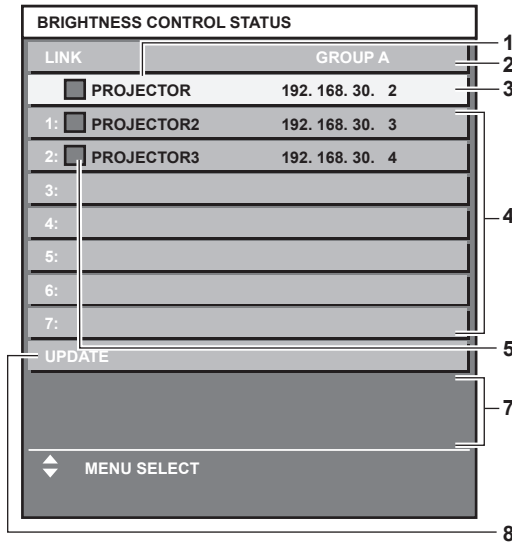 BRIGHTNESS CONTROL STATUS
LINK GROUP A
PROJECTOR 192. 168. 30. 2
1: PROJECTOR2 192. 168. 30. 3
2: PROJECTOR3 192. 168. 30. 4
3:
4:
5:
6:
7:
UPDATE
MENU SELECT
1
2
3
4
5
7
8